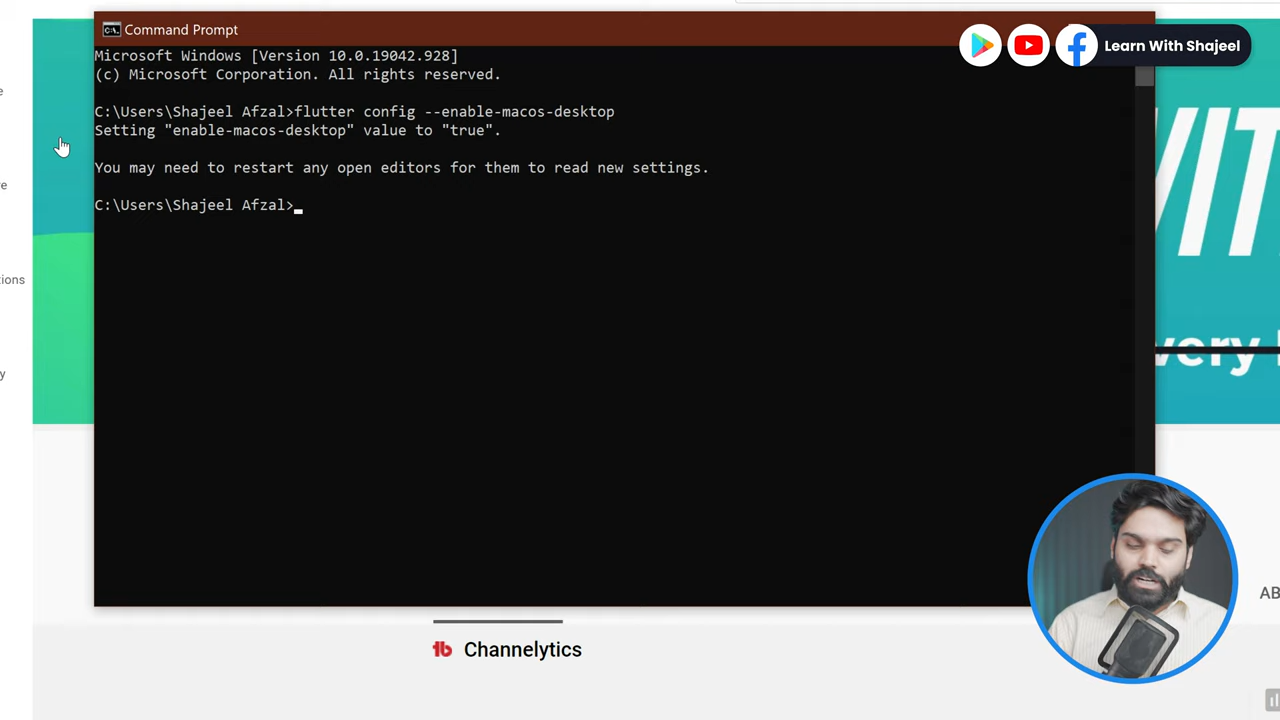 Command Prompt
Learn With Shajeel
Microsoft Windows [Version 10.0.19042.928]
(c) Microsoft Corporation. All rights reserved.
C:\Users\Shajeel Afzal>flutter config --enable-macos-desktop
Setting "enable-macos-desktop" value to "true".
You may need to restart any open editors for them to read new settings.
C:\Users\Shajeel Afzal>
tions
Channelytics